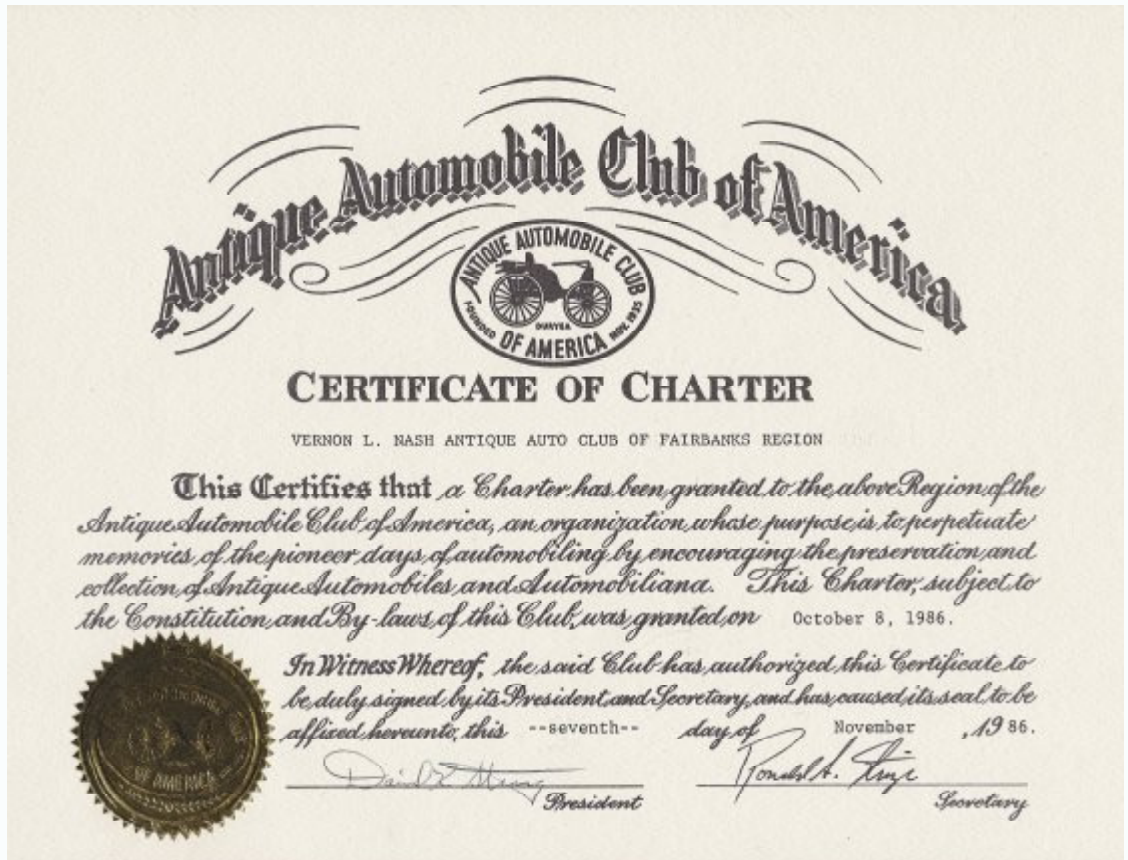 Antique Automobile Club of America
ANTIQUE AUTOMOBILE CLUB
FOUNDED DURYEA NOV. 1935
OF AMERICA
CERTIFICATE OF CHARTER
VERNON L. NASH ANTIQUE AUTO CLUB OF FAIRBANKS REGION
This Certifies that a Charter has been granted to the above Region of the
Antique Automobile Club of America, an organization whose purpose is to perpetuate
memories of the pioneer days of automobiling by encouraging the preservation and
collection of Antique Automobiles and Automobiliana. This Charter, subject to
the Constitution and By-laws of this Club, was granted on October 8, 1986.
In Witness Whereof, the said Club has authorized this Certificate to
be duly signed by its President and Secretary, and has caused its seal to be
affixed hereunto, this --seventh-- day of November , 1986.
Ronald A.
President Secretary
OF AMERICA